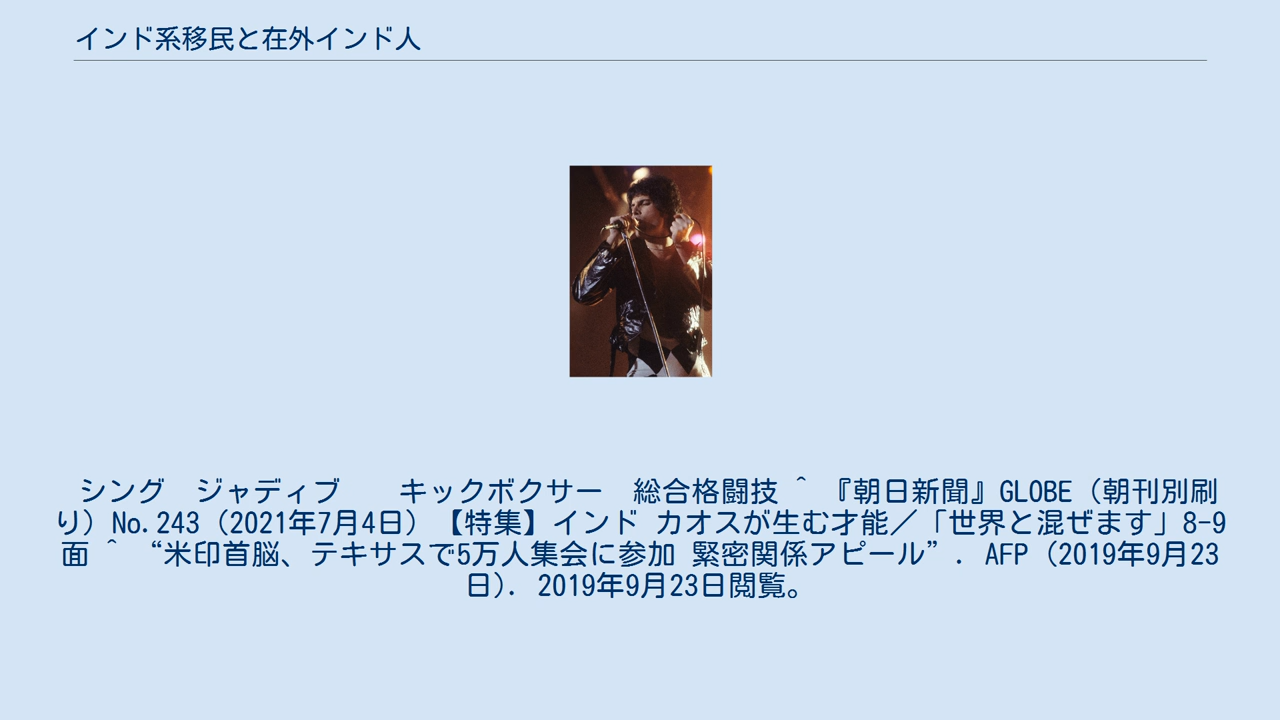 インド系移民と在外インド人
シング　ジャディブ　　キックボクサー　総合格闘技 ^ 『朝日新聞』GLOBE（朝刊別刷
り）No.243（2021年7月4日）【特集】インド カオスが生む才能／「世界と混ぜます」8-9
面 ^ “米印首脳、テキサスで5万人集会に参加 緊密関係アピール”. AFP（2019年9月23
日）. 2019年9月23日閲覧。